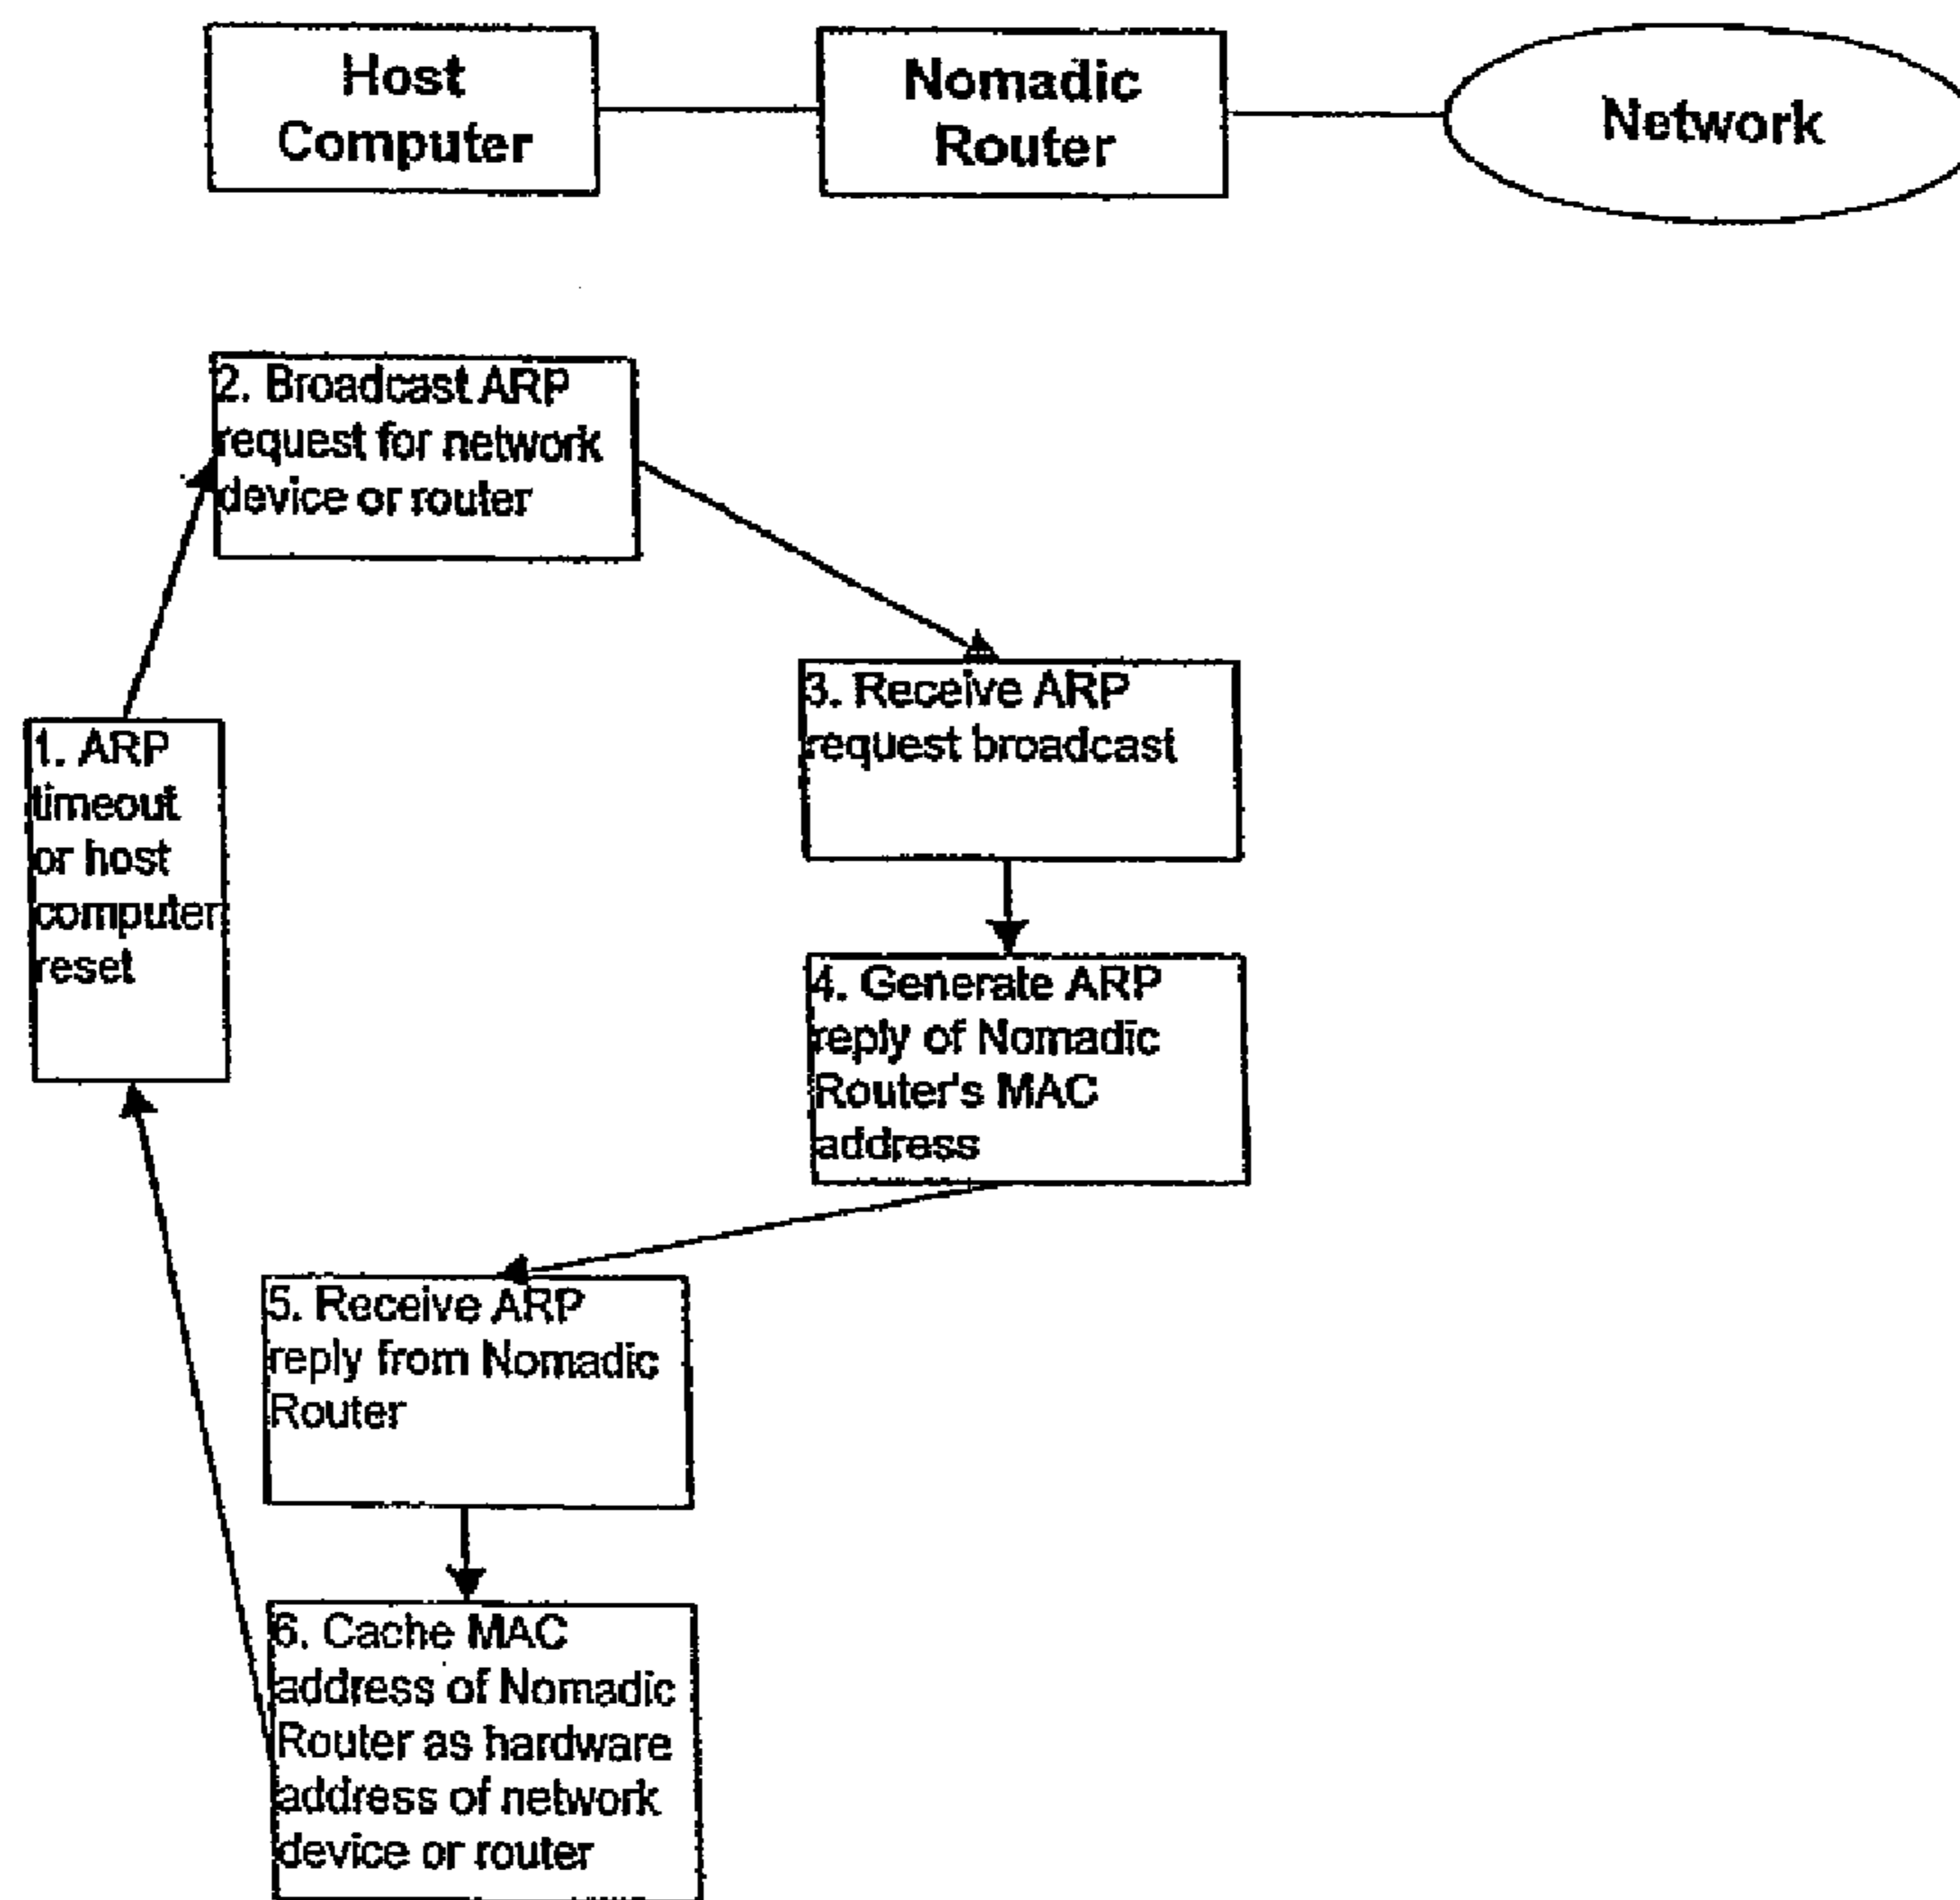 Host
Computer
Nomadic
Router
Network
2. Broadcast ARP
request for network
device or router
3. Receive ARP
request broadcast
1. ARP
timeout
or host
computer
reset
4. Generate ARP
reply of Nomadic
Router's MAC
address
5. Receive ARP
reply from Nomadic
Router
6. Cache MAC
address of Nomadic
Router as hardware
address of network
device or router